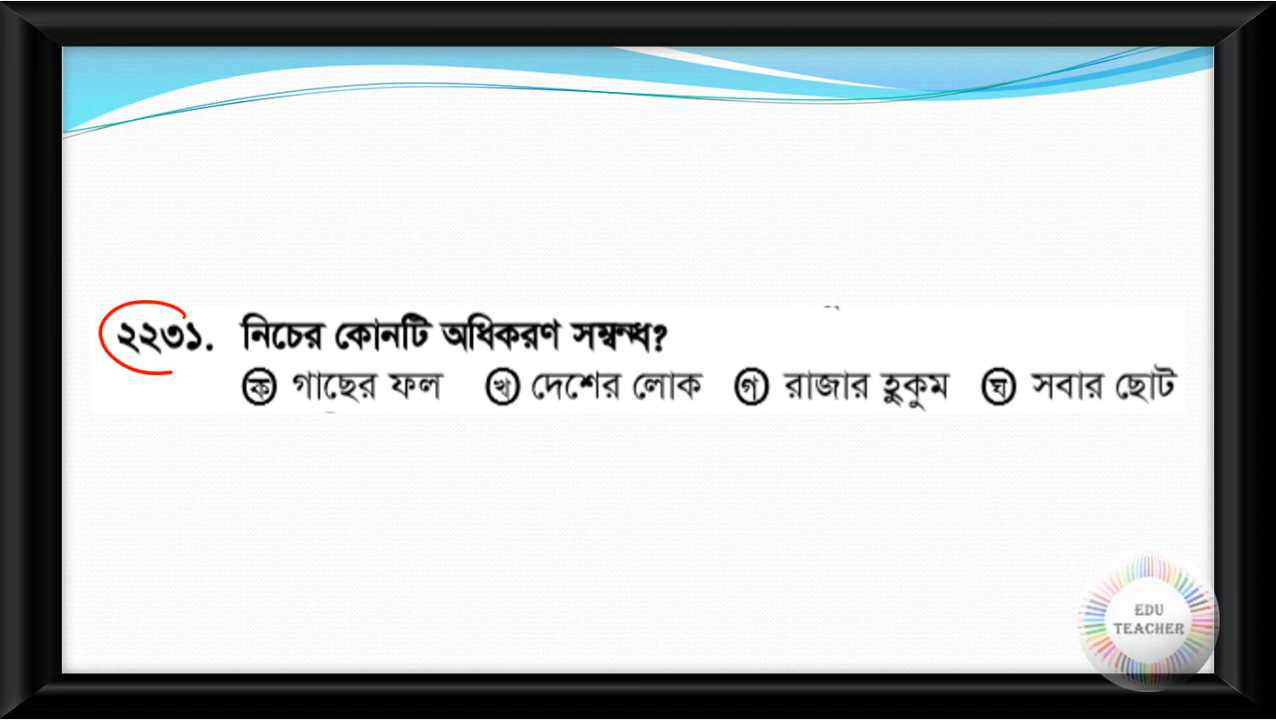 ২২৩১. নিচের কোনটি অধিকরণ সম্বন্ধ?
ক গাছের ফল খ দেশের লোক গ রাজার হুকুম ঘ সবার ছোট
EDU
TEACHER